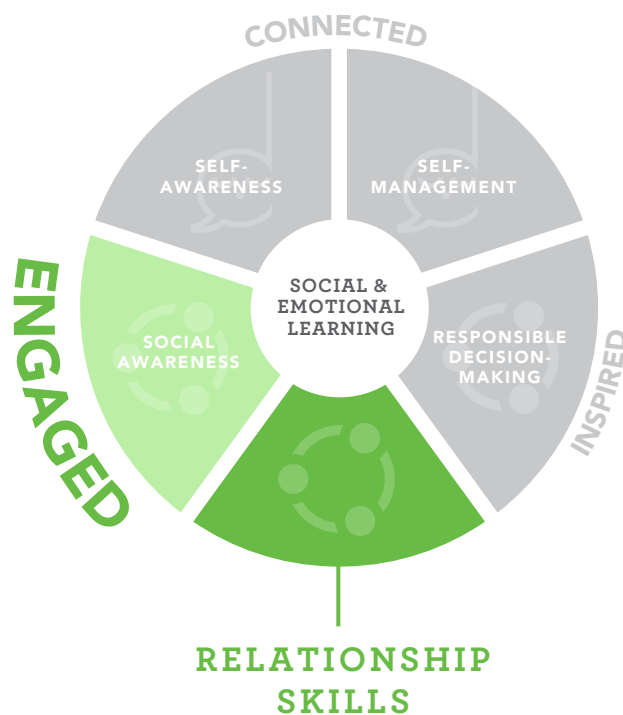 CONNECTED
SELF-
AWARENESS
SELF-
MANAGEMENT
SOCIAL &
EMOTIONAL
LEARNING
ENGAGED
SOCIAL
AWARENESS
RESPONSIBLE
DECISION-
MAKING
INSPIRED
RELATIONSHIP
SKILLS